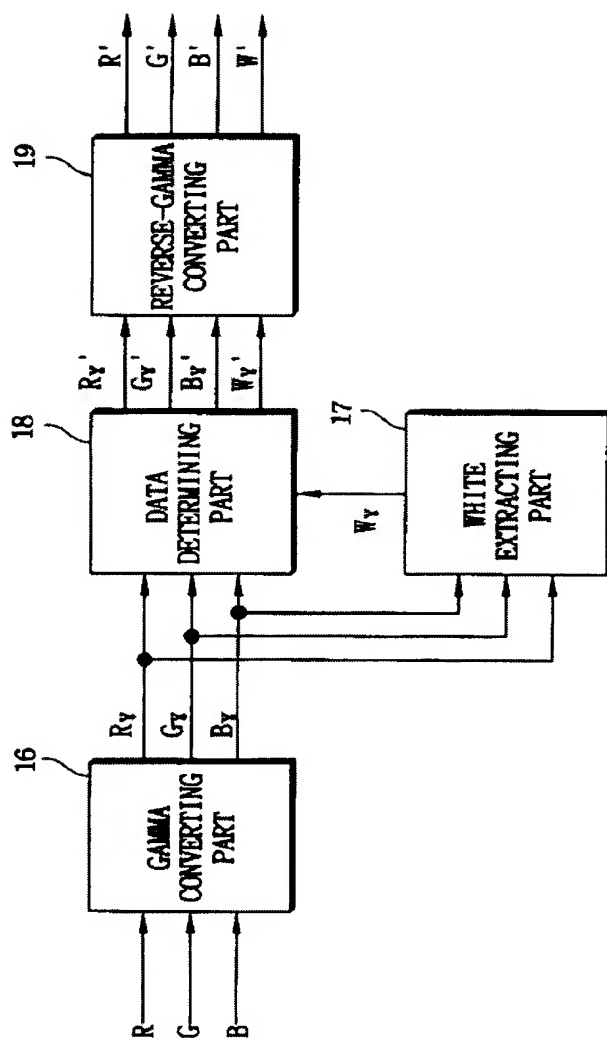 R
G
B
16
GAMMA
CONVERTING
PART
Rγ
Gγ
Bγ
17
WHITE
EXTRACTING
PART
Wγ
18
DATA
DETERMINING
PART
Rγ'
Gγ'
Bγ'
Wγ'
19
REVERSE-GAMMA
CONVERTING
PART
R'
G'
B'
W'